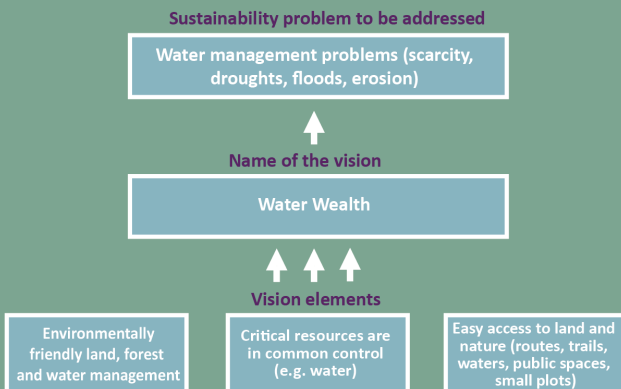 Sustainability problem to be addressed
Water management problems (scarcity,
droughts, floods, erosion)
Name of the vision
Water Wealth
Vision elements
Environmentally
friendly land, forest
and water management
Critical resources are
in common control
(e.g. water)
Easy access to land and
nature (routes, trails,
waters, public spaces,
small plots)